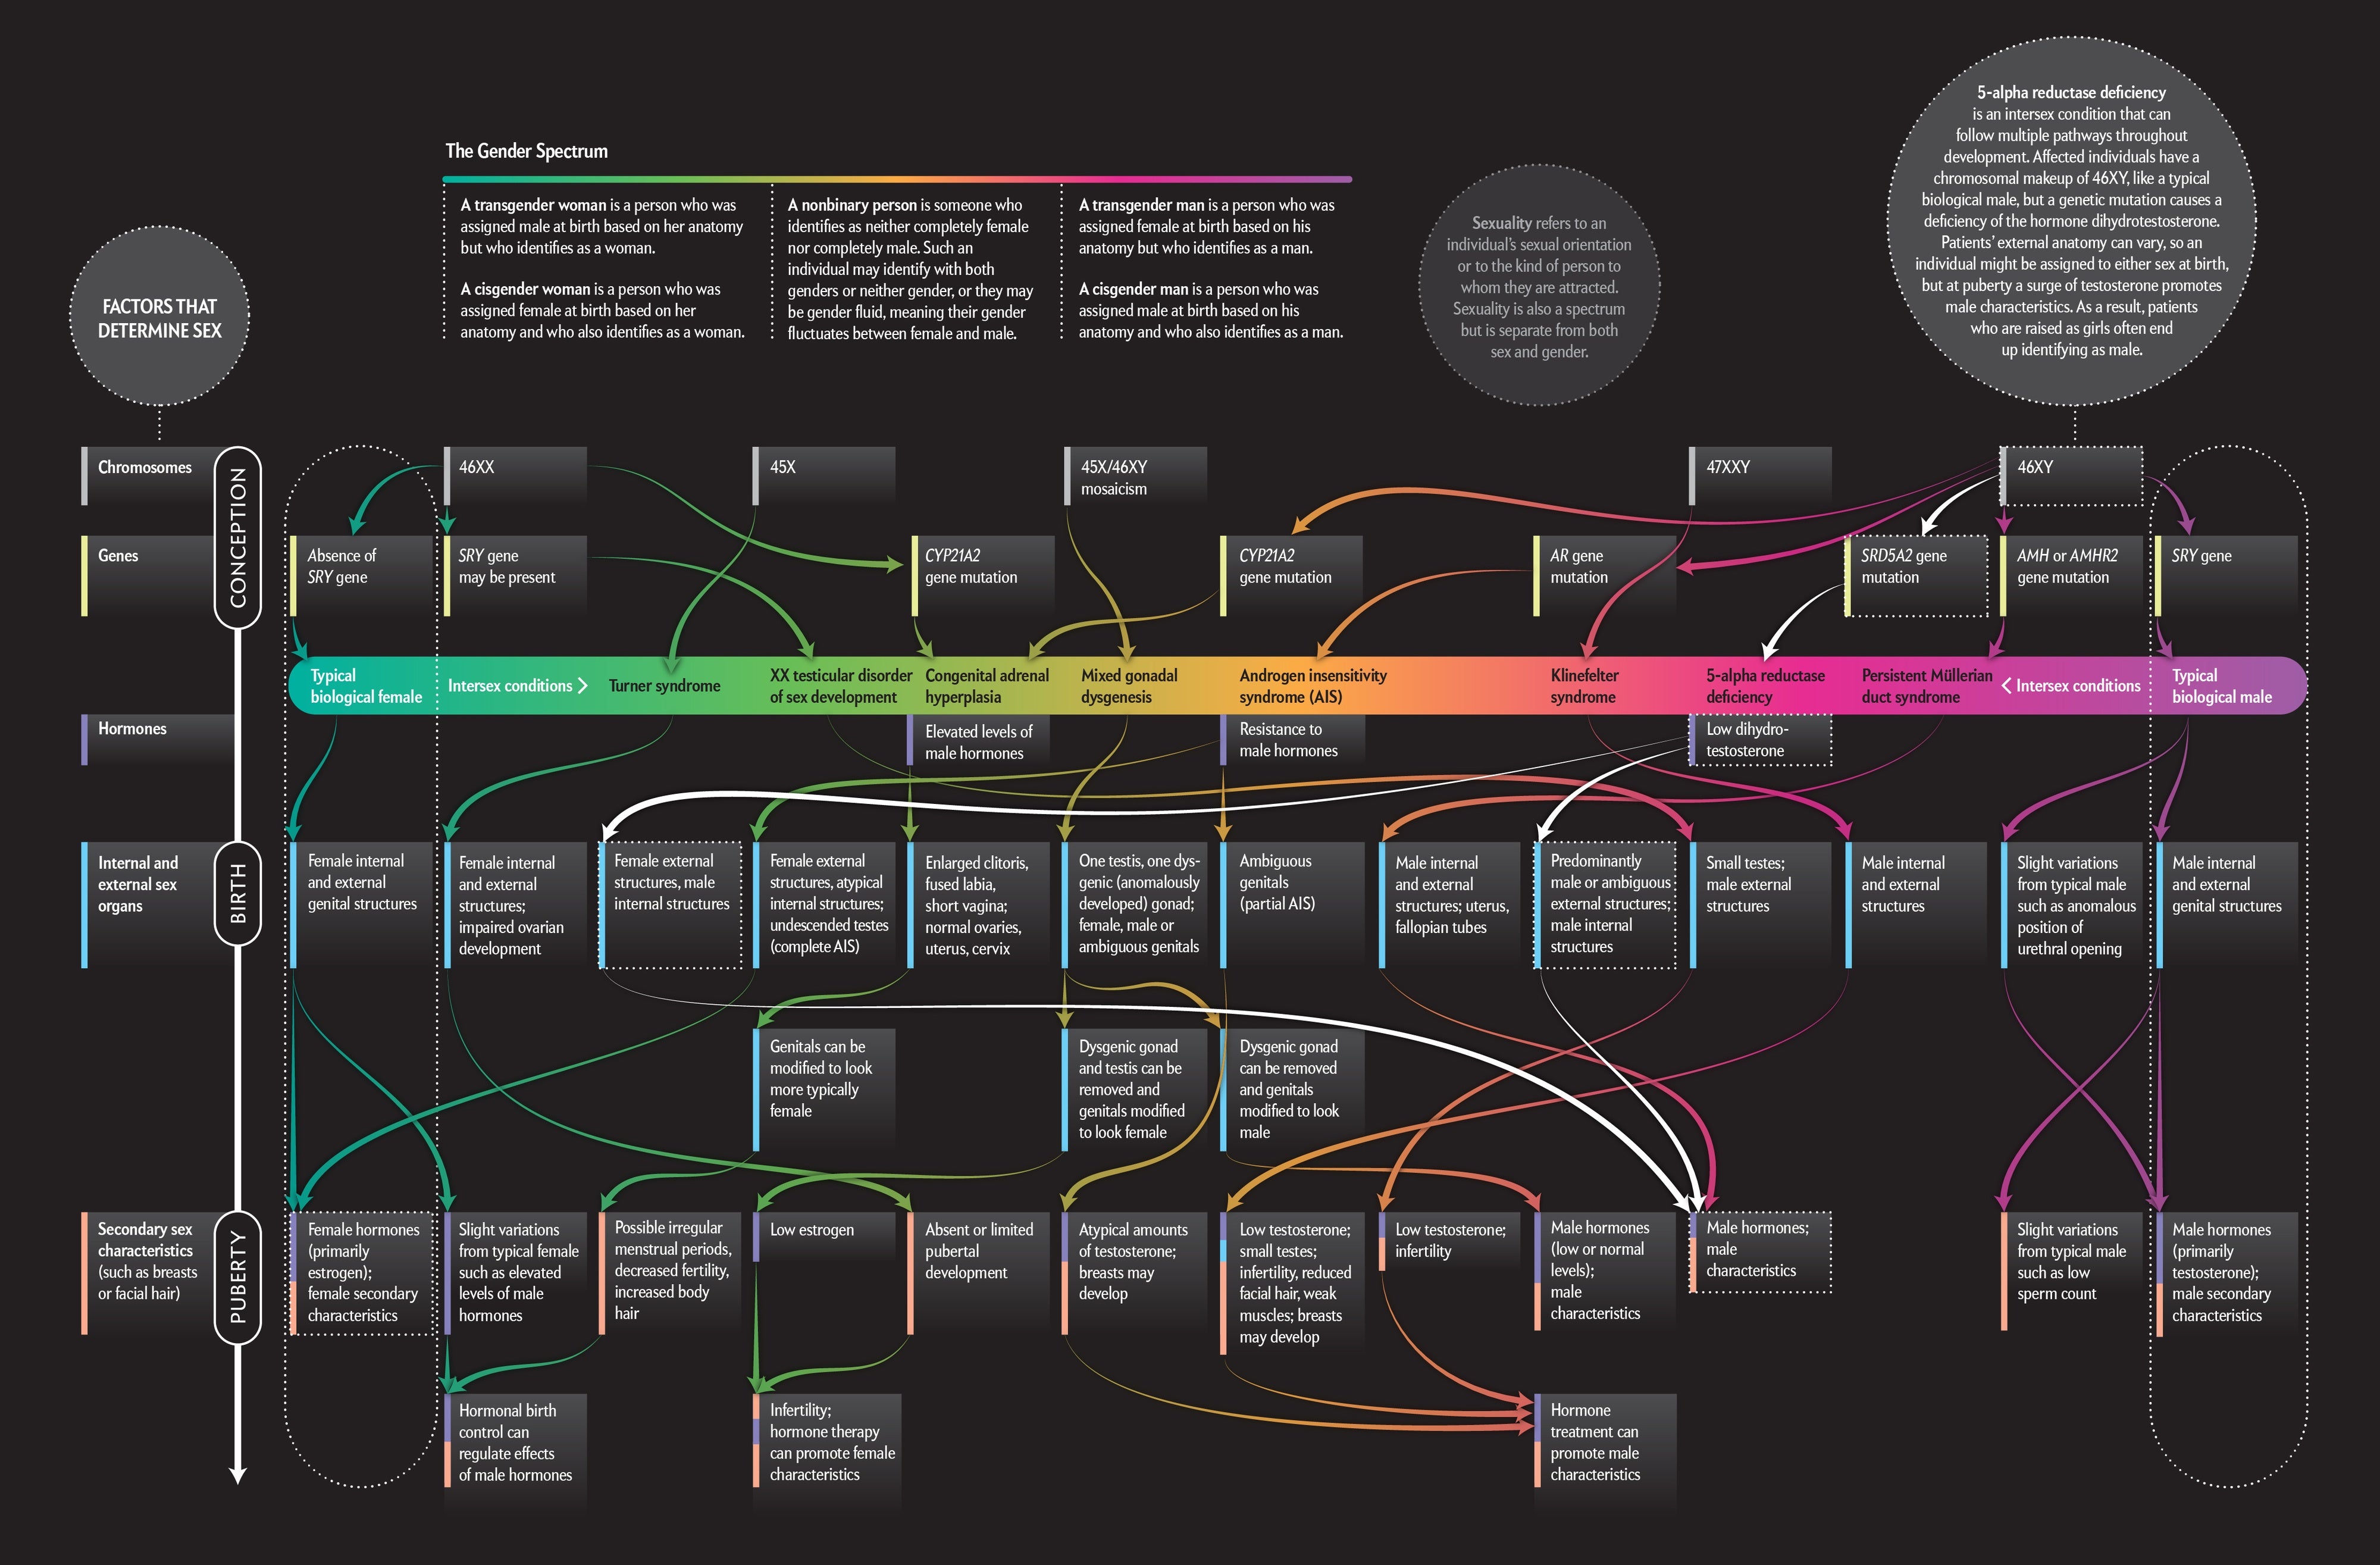 The Gender Spectrum
A transgender woman is a person who was
assigned male at birth based on her anatomy
but who identifies as a woman.
A cisgender woman is a person who was
assigned female at birth based on her
anatomy and who also identifies as a woman.
A nonbinary person is someone who
identifies as neither completely female
nor completely male. Such an
individual may identify with both
genders or neither gender, or they may
be gender fluid, meaning their gender
fluctuates between female and male.
A transgender man is a person who was
assigned female at birth based on his
anatomy but who identifies as a man.
A cisgender man is a person who was
assigned male at birth based on his
anatomy and who also identifies as a man.
Sexuality refers to an
individual's sexual orientation
or to the kind of person to
whom they are attracted.
Sexuality is also a spectrum
but is separate from both
sex and gender.
5-alpha reductase deficiency
is an intersex condition that can
follow multiple pathways throughout
development. Affected individuals have a
chromosomal makeup of 46XY, like a typical
biological male, but a genetic mutation causes a
deficiency of the hormone dihydrotestosterone.
Patients' external anatomy can vary, so an
individual might be assigned to either sex at birth,
but at puberty a surge of testosterone promotes
male characteristics. As a result, patients
who are raised as girls often end
up identifying as male.
FACTORS THAT
DETERMINE SEX
CONCEPTION
Chromosomes
46XX
45X
45X/46XY
mosaicism
47XXY
46XY
Genes
Absence of
SRY gene
SRY gene
may be present
CYP21A2
gene mutation
CYP21A2
gene mutation
AR gene
mutation
SRD5A2 gene
mutation
AMH or AMHR2
gene mutation
SRY gene
Typical
biological female
Intersex conditions >
Turner syndrome
XX testicular disorder
of sex development
Congenital adrenal
hyperplasia
Mixed gonadal
dysgenesis
Androgen insensitivity
syndrome (AIS)
Klinefelter
syndrome
5-alpha reductase
deficiency
Persistent Müllerian
duct syndrome
< Intersex conditions
Typical
biological male
Hormones
Elevated levels of
male hormones
Resistance to
male hormones
Low dihydro-
testosterone
BIRTH
Internal and
external sex
organs
Female internal
and external
genital structures
Female internal
and external
structures;
impaired ovarian
development
Female external
structures, male
internal structures
Female external
structures, atypical
internal structures;
undescended testes
(complete AIS)
Enlarged clitoris,
fused labia,
short vagina;
normal ovaries,
uterus, cervix
One testis, one dys-
genic (anomalously
developed) gonad;
female, male or
ambiguous genitals
Ambiguous
genitals
(partial AIS)
Male internal
and external
structures; uterus,
fallopian tubes
Predominantly
male or ambiguous
external structures;
male internal
structures
Small testes;
male external
structures
Male internal
and external
structures
Slight variations
from typical male
such as anomalous
position of
urethral opening
Male internal
and external
genital structures
Genitals can be
modified to look
more typically
female
Dysgenic gonad
and testis can be
removed and
genitals modified
to look female
Dysgenic gonad
can be removed
and genitals
modified to look
male
PUBERTY
Secondary sex
characteristics
(such as breasts
or facial hair)
Female hormones
(primarily
estrogen);
female secondary
characteristics
Slight variations
from typical female
such as elevated
levels of male
hormones
Possible irregular
menstrual periods,
decreased fertility,
increased body
hair
Low estrogen
Absent or limited
pubertal
development
Atypical amounts
of testosterone;
breasts may
develop
Low testosterone;
small testes;
infertility, reduced
facial hair, weak
muscles; breasts
may develop
Low testosterone;
infertility
Male hormones
(low or normal
levels);
male
characteristics
Male hormones;
male
characteristics
Slight variations
from typical male
such as low
sperm count
Male hormones
(primarily
testosterone);
male secondary
characteristics
Hormonal birth
control can
regulate effects
of male hormones
Infertility;
hormone therapy
can promote female
characteristics
Hormone
treatment can
promote male
characteristics